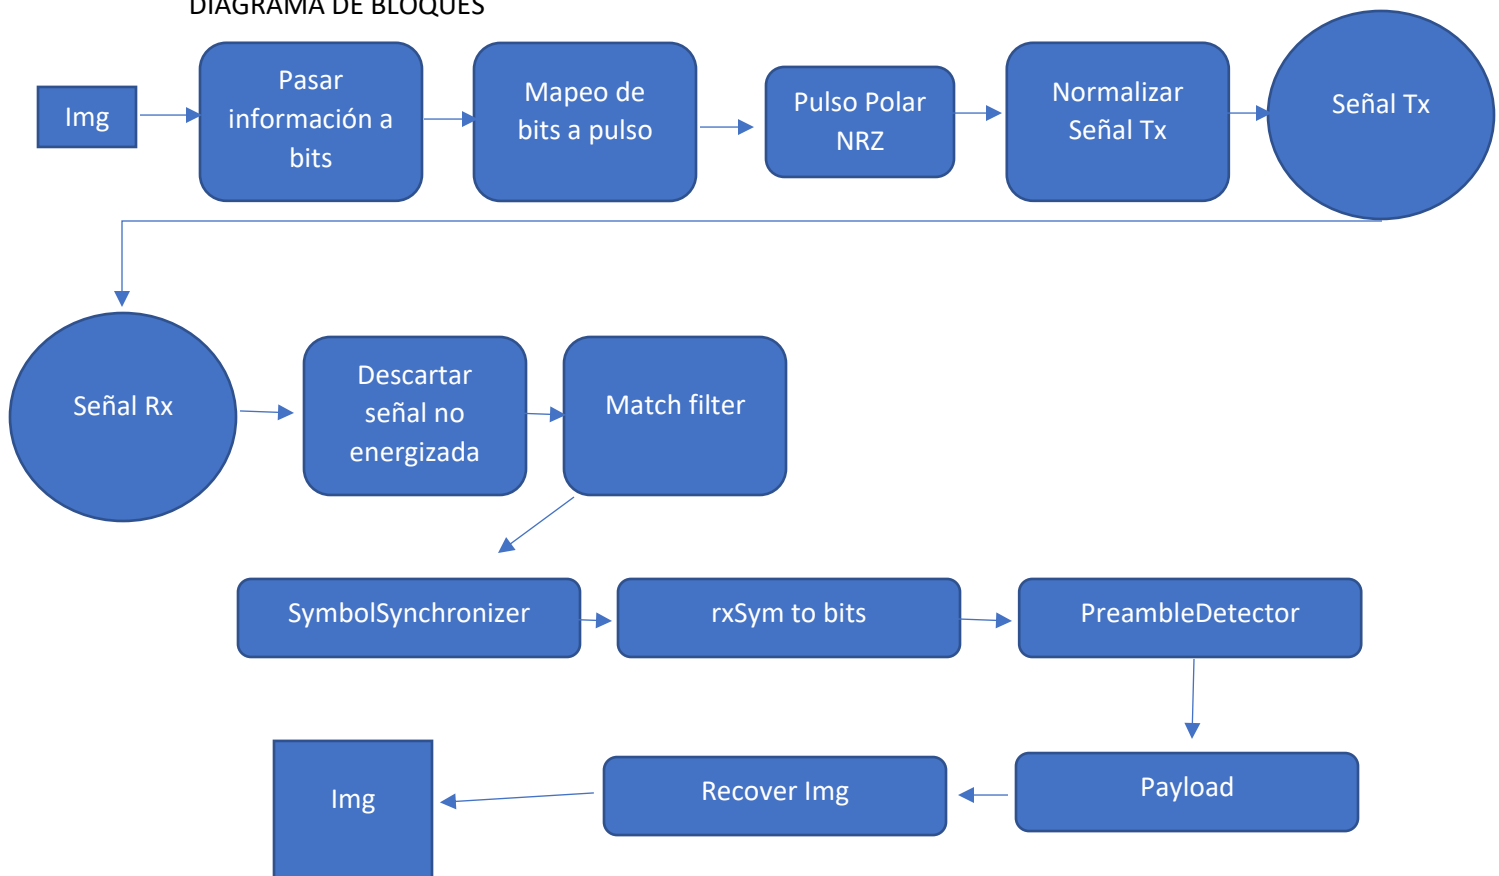 DIAGRAMA DE BLOQUES
Img
Pasar
información a
bits
Mapeo de
bits a pulso
Pulso Polar
NRZ
Normalizar
Señal Tx
Señal Tx
Señal Rx
Descartar
señal no
energizada
Match filter
SymbolSynchronizer
rxSym to bits
PreambleDetector
Payload
Recover Img
Img